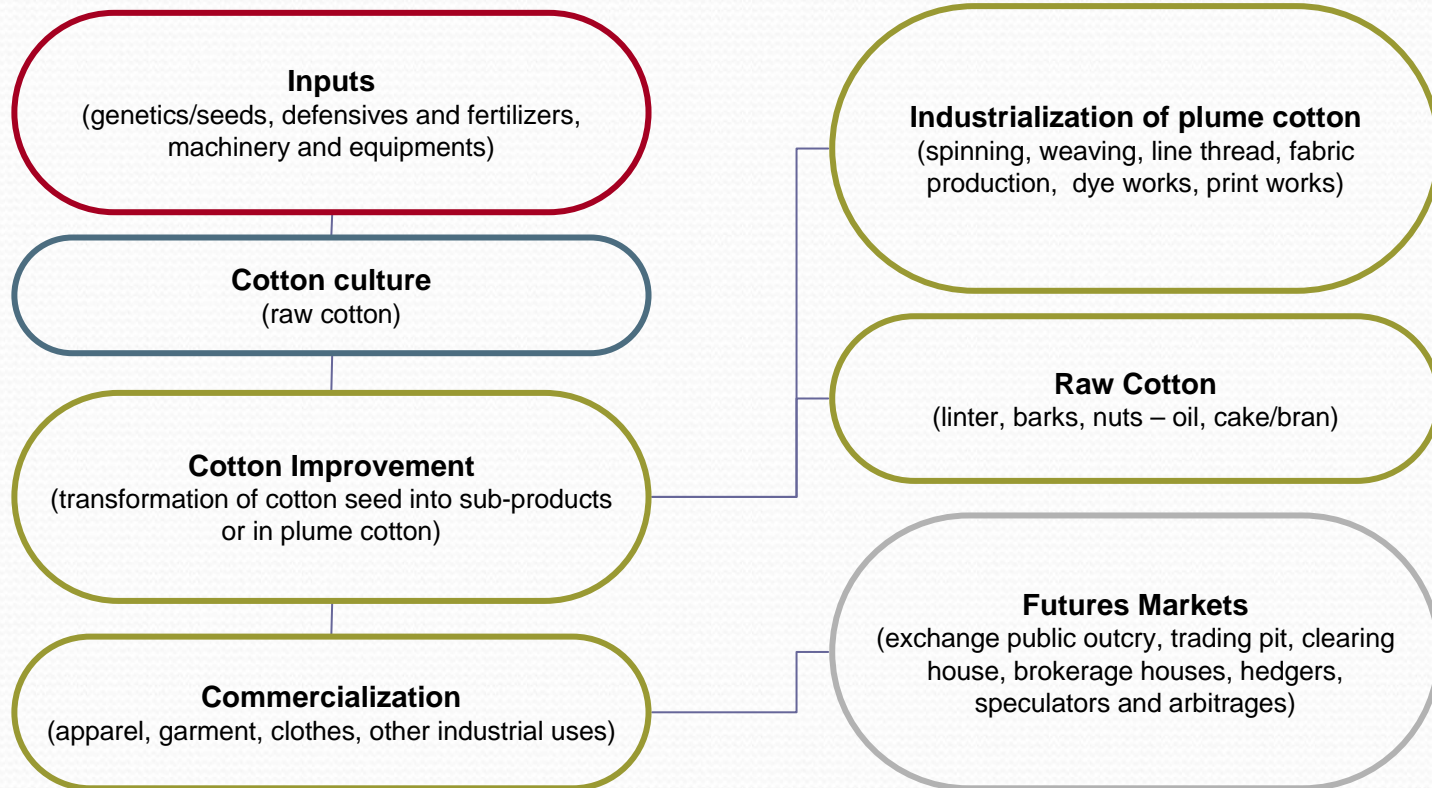 Inputs
(genetics/seeds, defensives and fertilizers,
machinery and equipments)
Cotton culture
(raw cotton)
Cotton Improvement
(transformation of cotton seed into sub-products
or in plume cotton)
Commercialization
(apparel, garment, clothes, other industrial uses)
Industrialization of plume cotton
(spinning, weaving, line thread, fabric
production, dye works, print works)
Raw Cotton
(linter, barks, nuts – oil, cake/bran)
Futures Markets
(exchange public outcry, trading pit, clearing
house, brokerage houses, hedgers,
speculators and arbitrages)